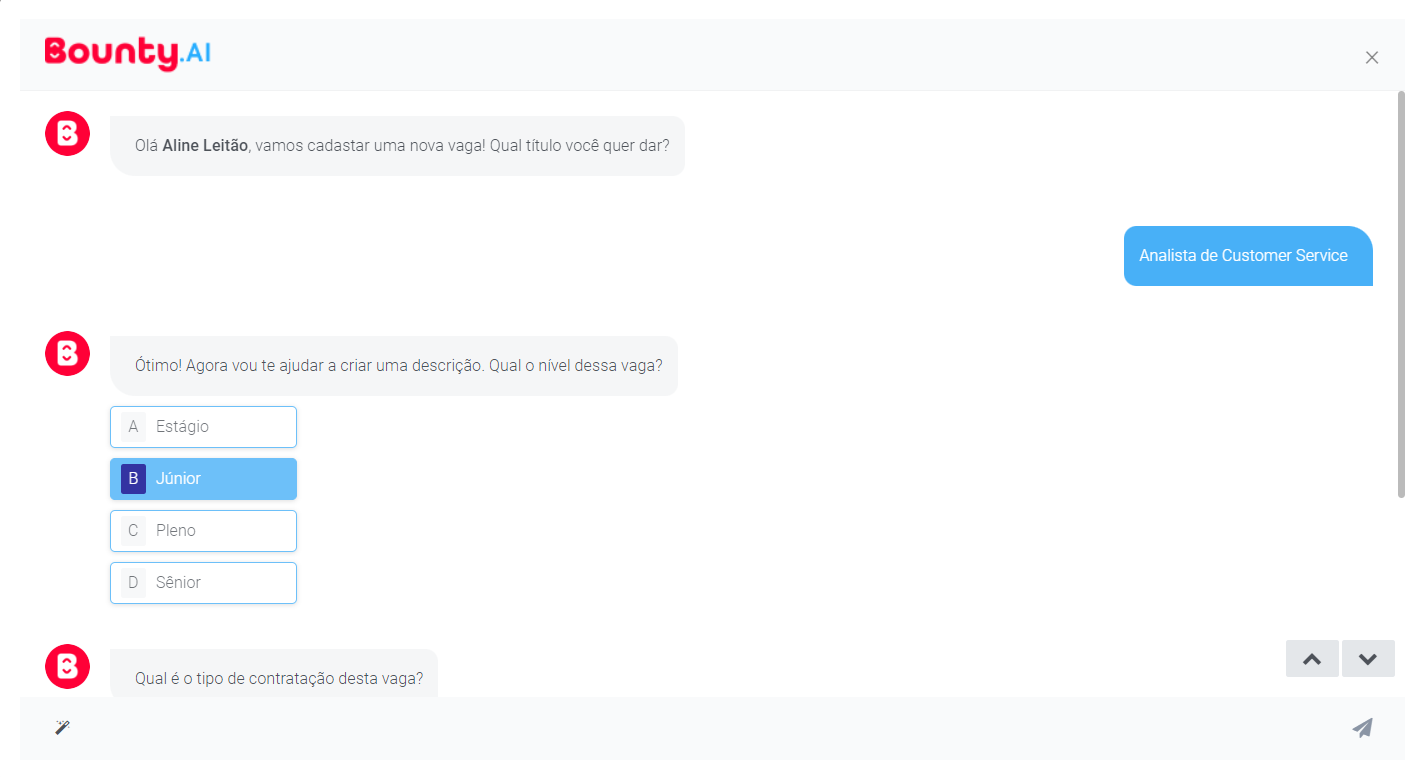 Bounty.AI
Olá Aline Leitão, vamos cadastar uma nova vaga! Qual título você quer dar?
Analista de Customer Service
Ótimo! Agora vou te ajudar a criar uma descrição. Qual o nível dessa vaga?
A Estágio
B Júnior
C Pleno
D Sênior
Qual é o tipo de contratação desta vaga?